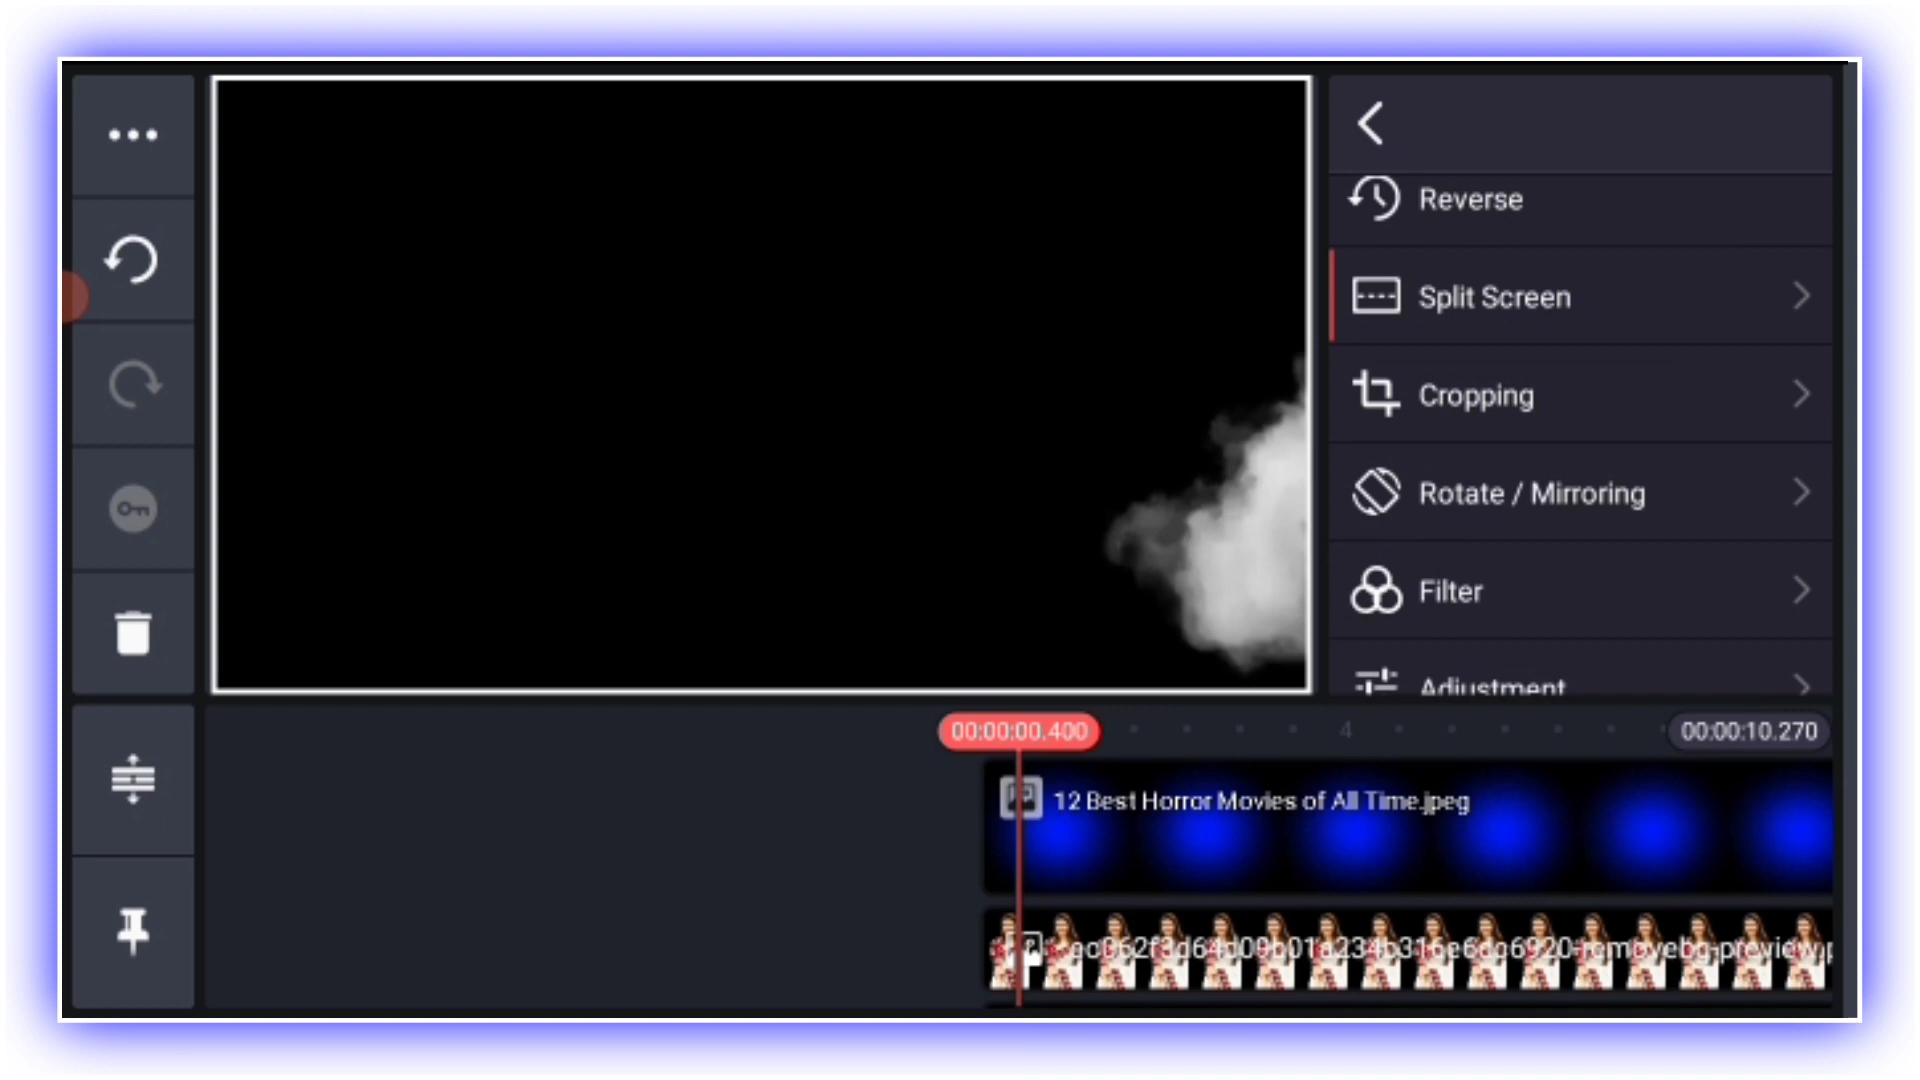 Reverse
Split Screen
Cropping
Rotate / Mirroring
Filter
Adjustment
00:00:00.400
4
00:00:10.270
12 Best Horror Movies of All Time.jpeg